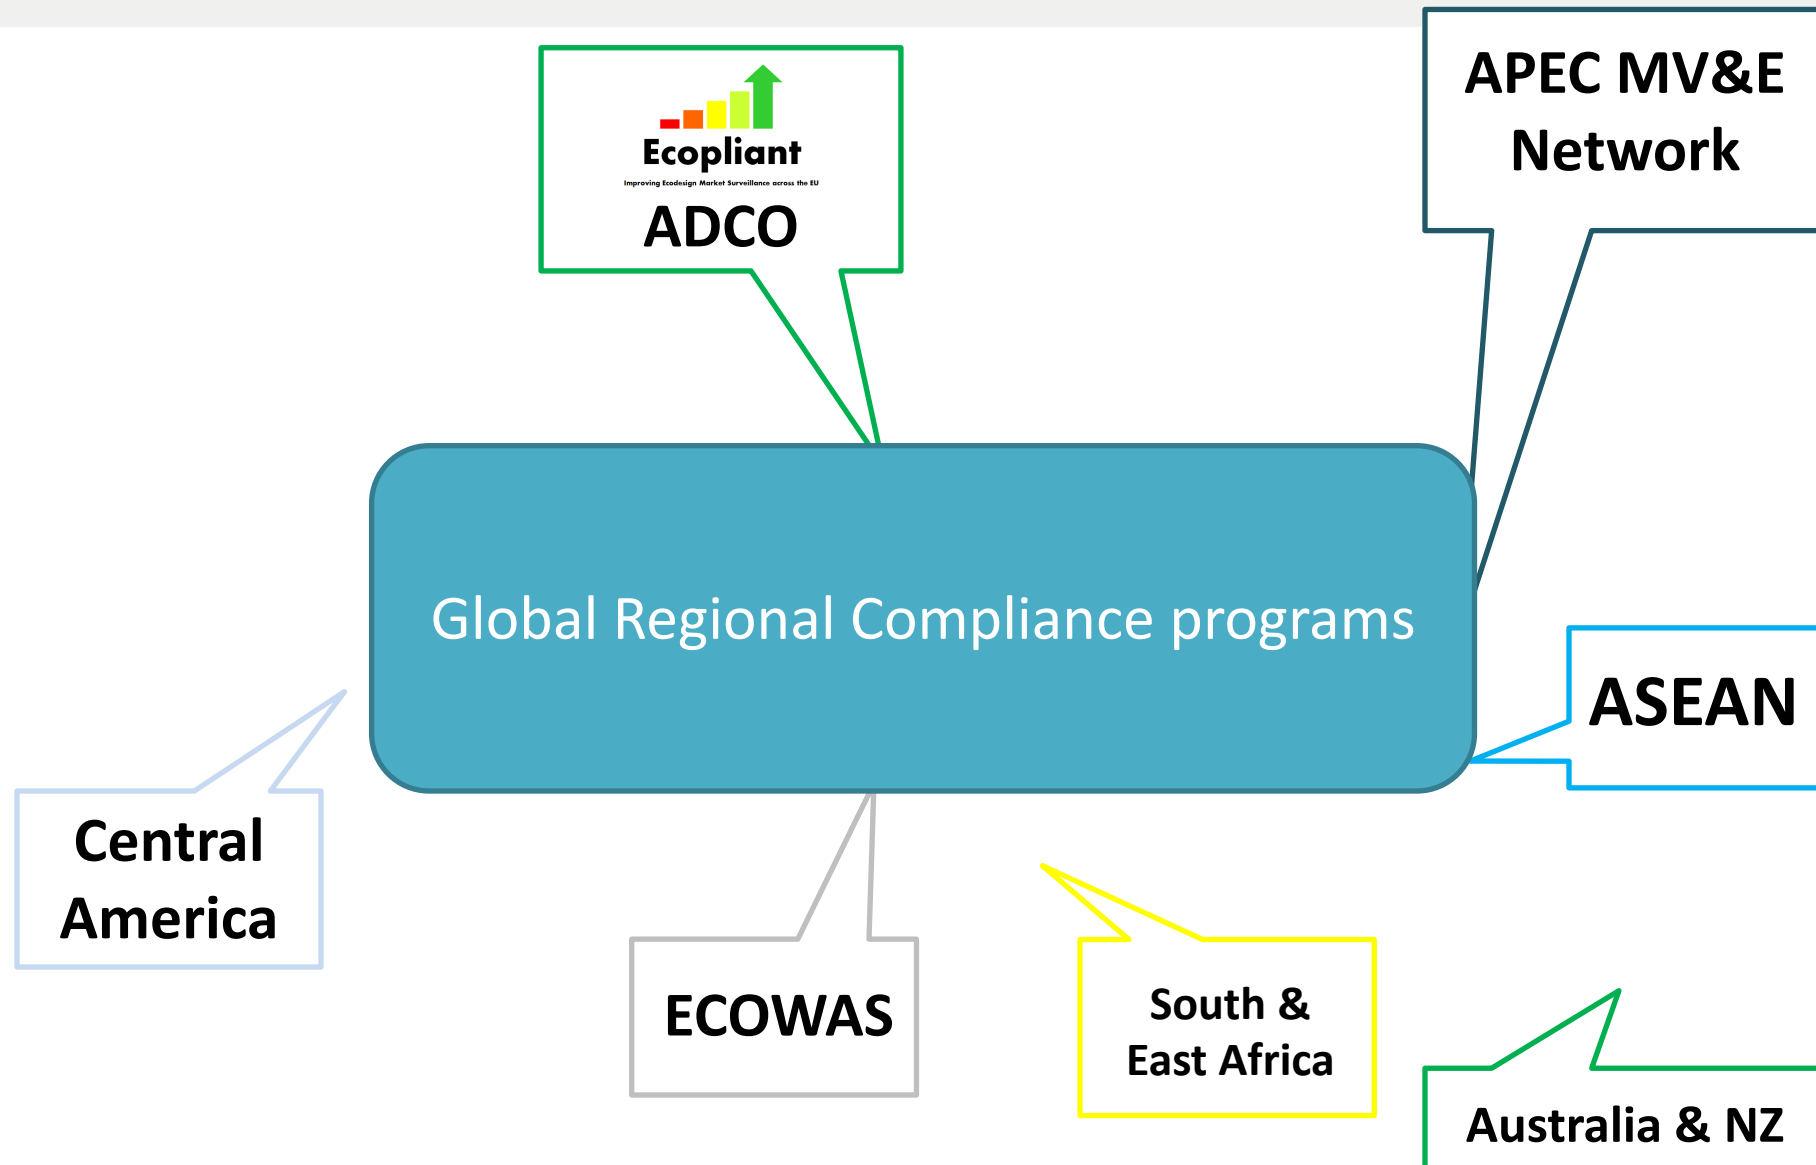 APEC MV&E
Network
Ecopliant
Improving Ecodesign Market Surveillance across the EU
ADCO
Global Regional Compliance programs
ASEAN
Central
America
ECOWAS
South &
East Africa
Australia & NZ